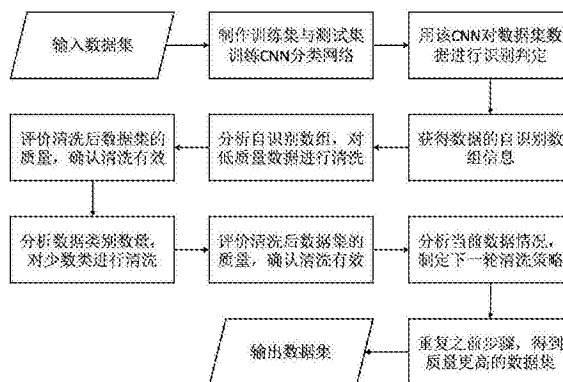 输入数据集
制作训练集与测试集
训练CNN分类网络
用该CNN对数据集数
据进行识别判定
获得数据的自识别数
组信息
分析自识别数组，对
低质量数据进行清洗
评价清洗后数据集的
质量，确认清洗有效
分析数据类别数量，
对少数类进行清洗
评价清洗后数据集的
质量，确认清洗有效
分析当前数据情况，
制定下一轮清洗策略
重复之前步骤，得到
质量更高的数据集
输出数据集